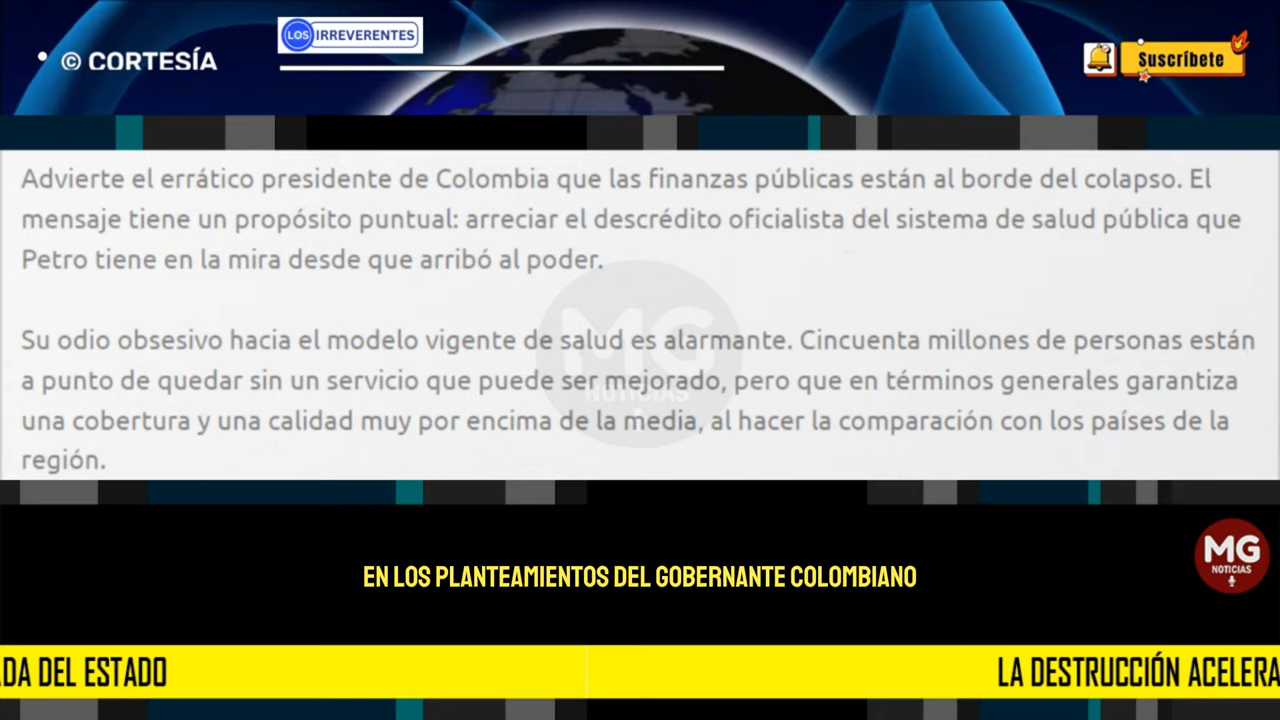 © CORTESÍA
LOS IRREVERENTES
Suscríbete
Advierte el errático presidente de Colombia que las finanzas públicas están al borde del colapso. El
mensaje tiene un propósito puntual: arreciar el descrédito oficialista del sistema de salud pública que
Petro tiene en la mira desde que arribó al poder.
Su odio obsesivo hacia el modelo vigente de salud es alarmante. Cincuenta millones de personas están
a punto de quedar sin un servicio que puede ser mejorado, pero que en términos generales garantiza
una cobertura y una calidad muy por encima de la media, al hacer la comparación con los países de la
región.
MG
NOTICIAS
EN LOS PLANTEAMIENTOS DEL GOBERNANTE COLOMBIANO
MG
NOTICIAS
DA DEL ESTADO
LA DESTRUCCIÓN ACELERA